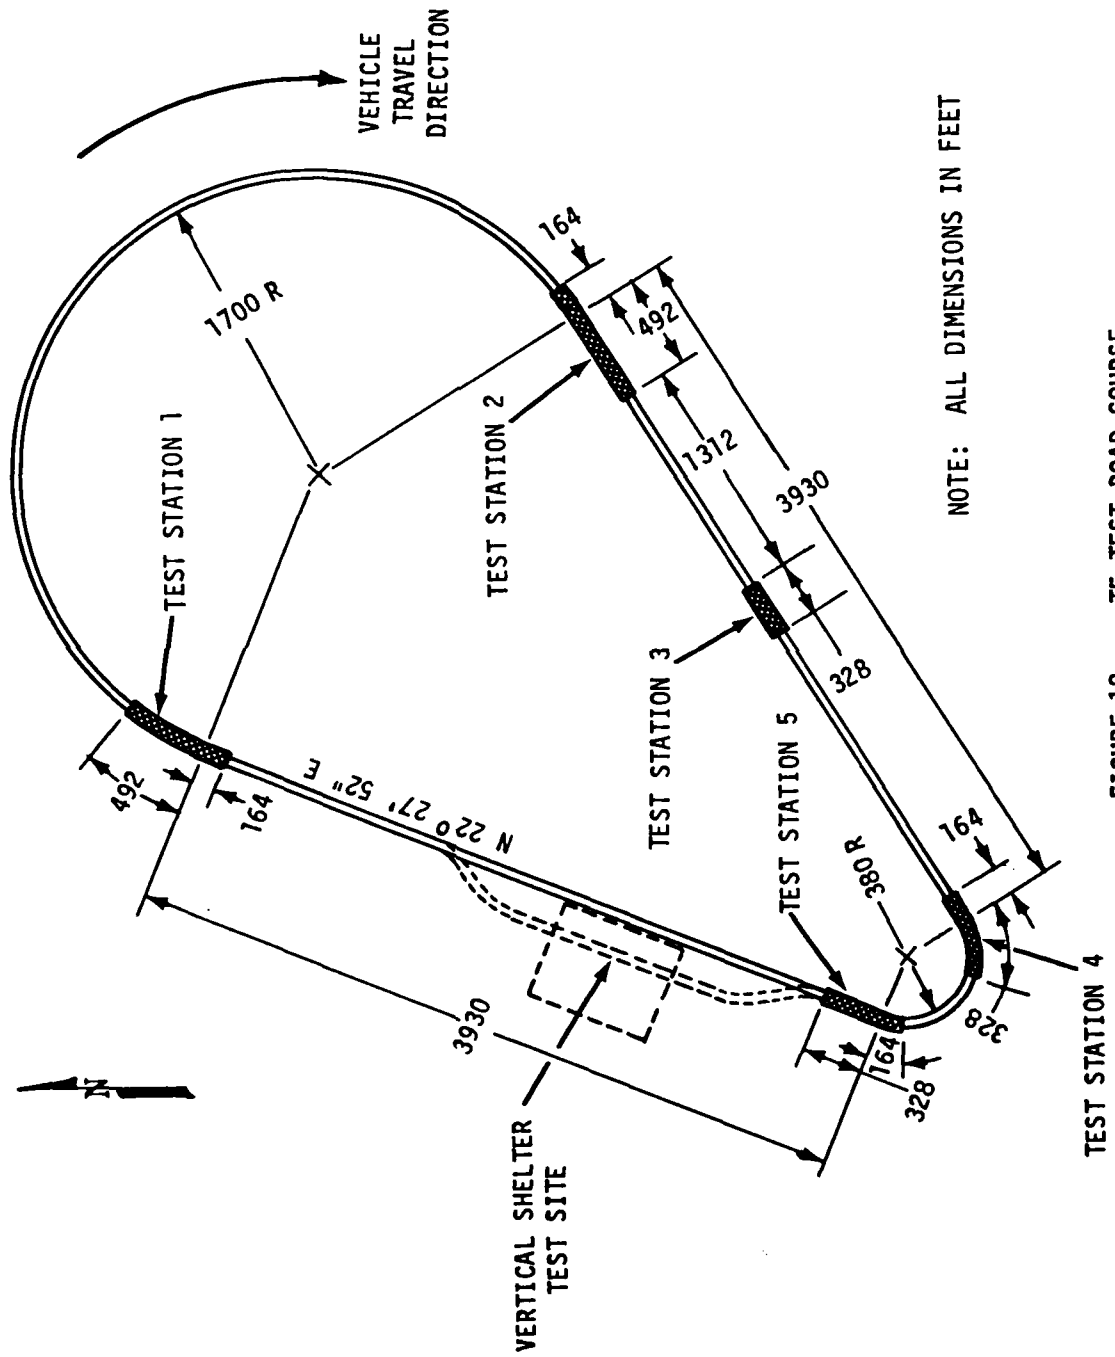 VEHICLE
TRAVEL
DIRECTION
1700 R
164
492
TEST STATION 1
TEST STATION 2
492
164
1312
3930
N 22° 27' 52" E
TEST STATION 3
328
TEST STATION 5
380 R
164
3930
N
VERTICAL SHELTER
TEST SITE
164
328
328
TEST STATION 4
NOTE: ALL DIMENSIONS IN FEET